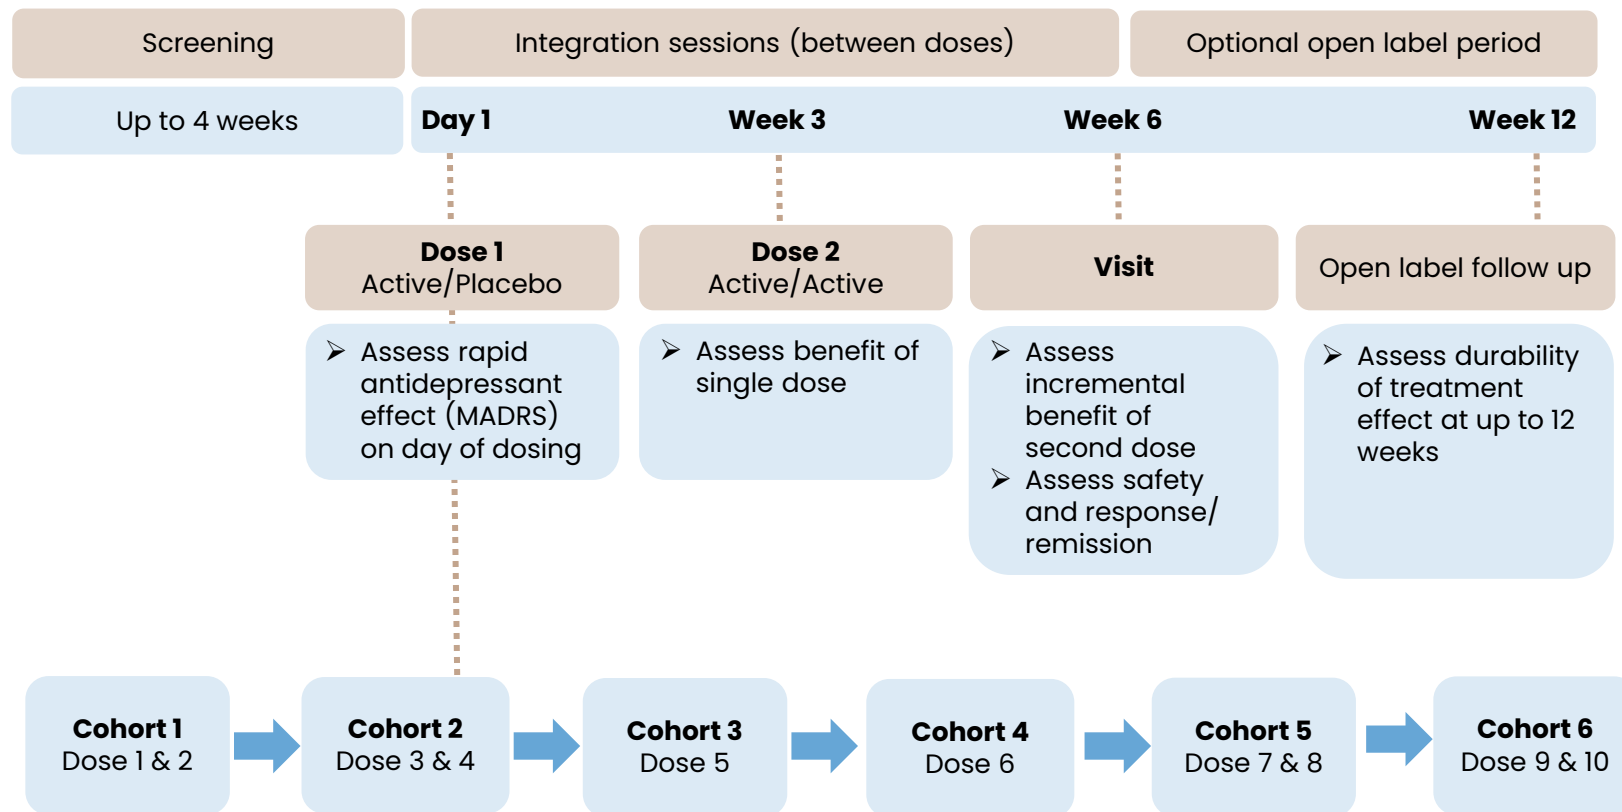 Screening
Integration sessions (between doses)
Optional open label period
Up to 4 weeks
Day 1
Week 3
Week 6
Week 12
Dose 1
Active/Placebo
➢ Assess rapid
antidepressant
effect (MADRS)
on day of dosing
Dose 2
Active/Active
➢ Assess benefit of
single dose
Visit
➢ Assess
incremental
benefit of
second dose
➢ Assess safety
and response/
remission
Open label follow up
➢ Assess durability
of treatment
effect at up to 12
weeks
Cohort 1
Dose 1 & 2
Cohort 2
Dose 3 & 4
Cohort 3
Dose 5
Cohort 4
Dose 6
Cohort 5
Dose 7 & 8
Cohort 6
Dose 9 & 10